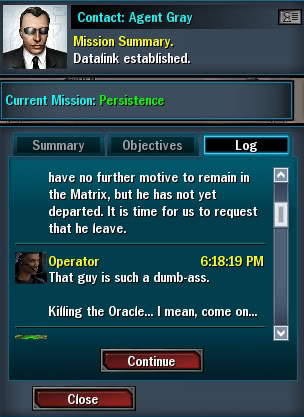 Contact: Agent Gray
Mission Summary.
Datalink established.
Current Mission: Persistence
Summary
Objectives
Log
have no further motive to remain in
the Matrix, but he has not yet
departed. It is time for us to request
that he leave.
Operator 6:18:19 PM
That guy is such a dumb-ass.
Killing the Oracle... I mean, come on...
Continue
Close